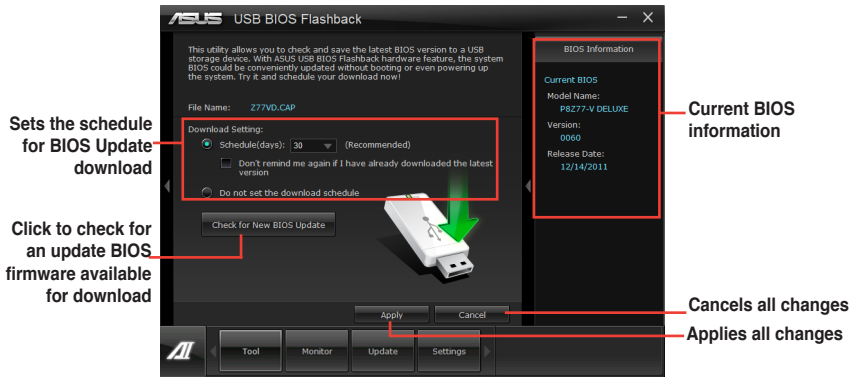 ASUS USB BIOS Flashback
This utility allows you to check and save the latest BIOS version to a USB
storage device. With ASUS USB BIOS Flashback hardware feature, the system
BIOS could be conveniently updated without booting or even powering up
the system. Try it and schedule your download now!
File Name: Z77VD.CAP
Download Setting:
Schedule(days): 30 (Recommended)
Don't remind me again if I have already downloaded the latest
version
Do not set the download schedule
Check for New BIOS Update
Apply Cancel
Tool Monitor Update Settings
BIOS Information
Current BIOS
Model Name:
P8Z77-V DELUXE
Version:
0060
Release Date:
12/14/2011
Sets the schedule
for BIOS Update
download
Click to check for
an update BIOS
firmware available
for download
Current BIOS
information
Cancels all changes
Applies all changes